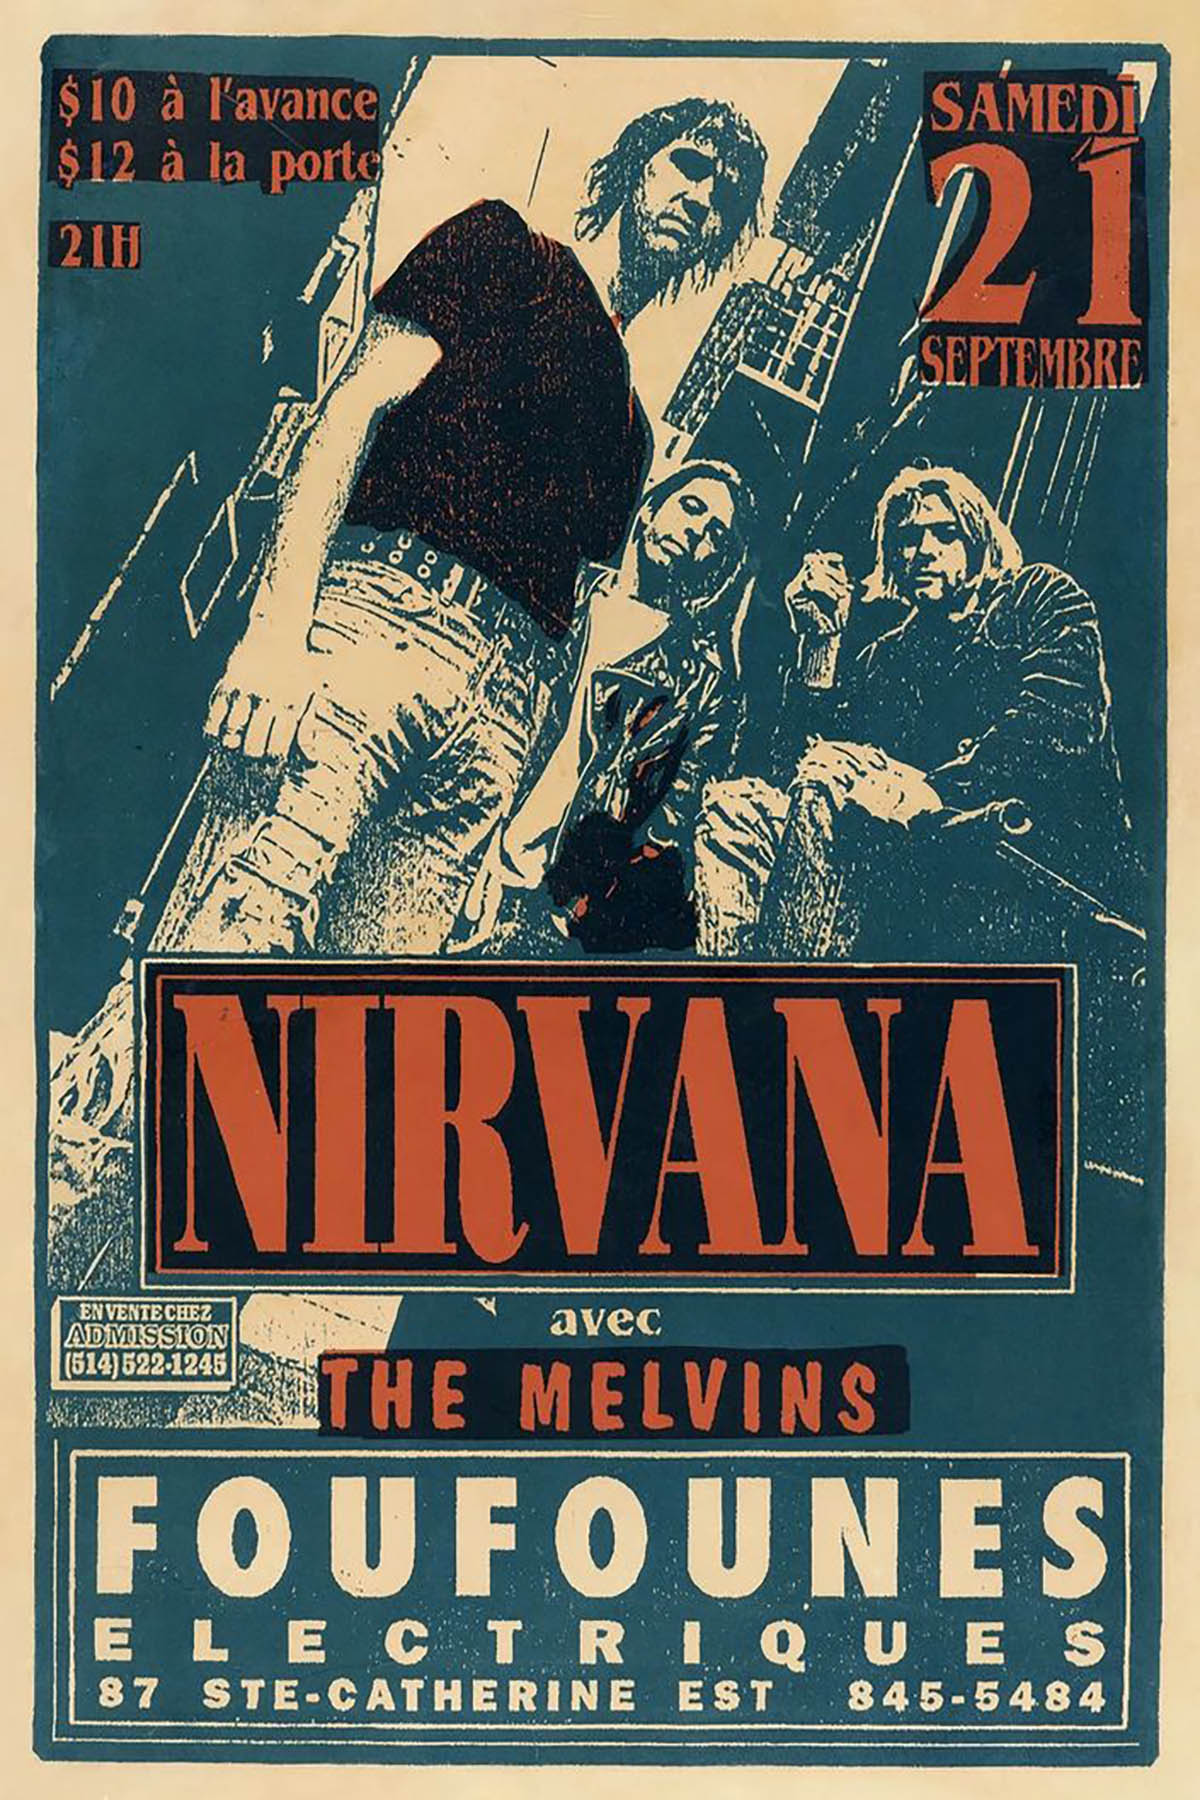 $10 à l'avance
$12 à la porte
21H
SAMEDI
21
SEPTEMBRE
NIRVANA
avec
THE MELVINS
EN VENTE CHEZ
ADMISSION
(514) 522-1245
FOUFOUNES
ELECTRIQUES
87 STE-CATHERINE EST 845-5484